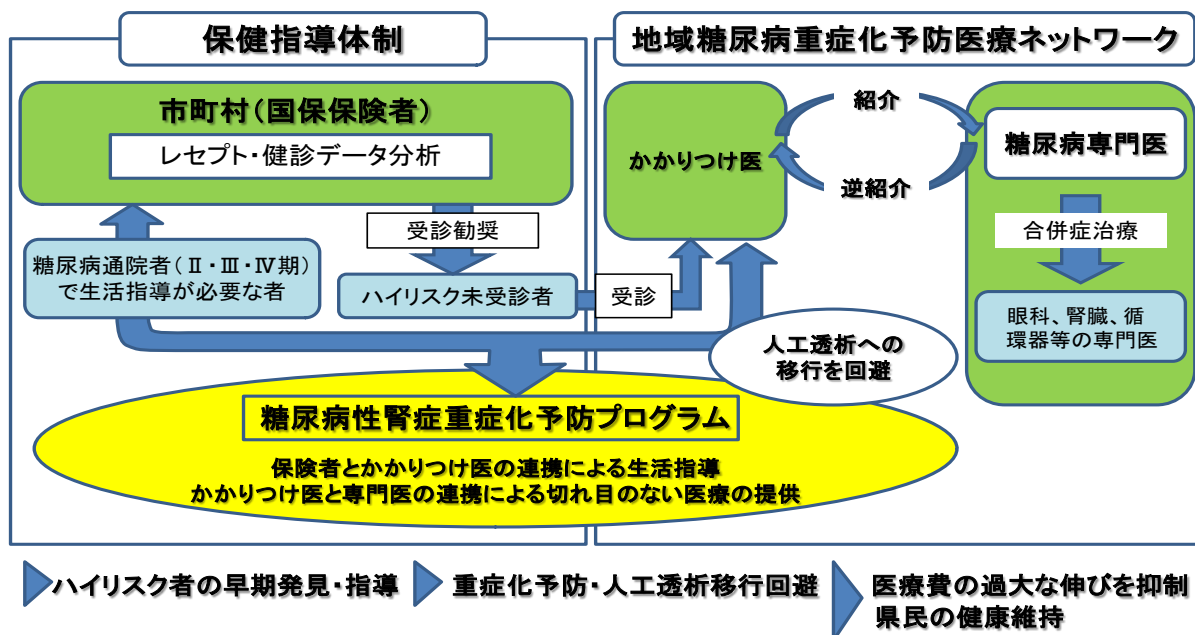 保健指導体制
市町村(国保保険者)
レセプト・健診データ分析
受診勧奨
糖尿病通院者(Ⅱ・Ⅲ・Ⅳ期)
で生活指導が必要な者
ハイリスク未受診者
受診
地域糖尿病重症化予防医療ネットワーク
かかりつけ医
紹介
逆紹介
糖尿病専門医
合併症治療
眼科、腎臓、循
環器等の専門医
人工透析への
移行を回避
糖尿病性腎症重症化予防プログラム
保険者とかかりつけ医の連携による生活指導
かかりつけ医と専門医の連携による切れ目のない医療の提供
ハイリスク者の早期発見・指導
重症化予防・人工透析移行回避
医療費の過大な伸びを抑制
県民の健康維持